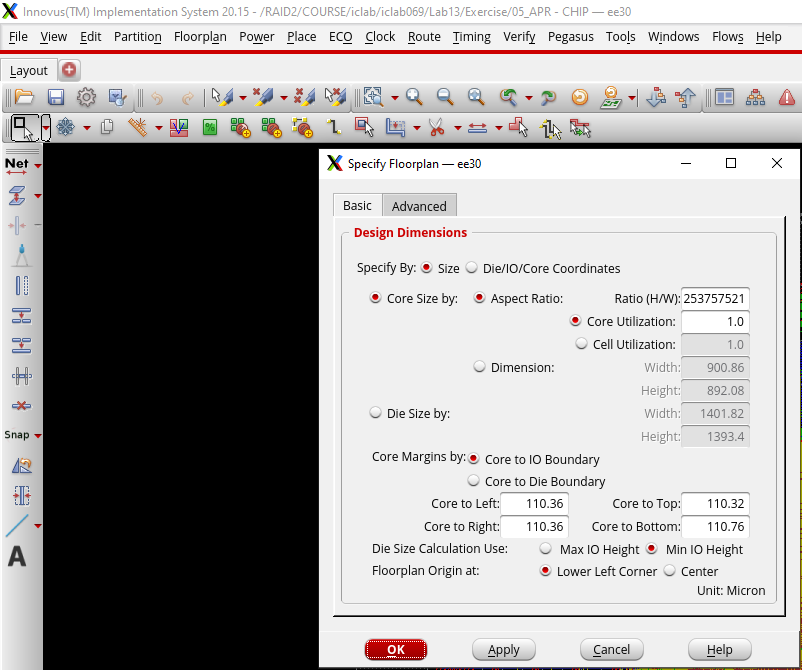 Innovus(TM) Implementation System 20.15 - /RAID2/COURSE/iclab/iclab069/Lab13/Exercise/05_APR - CHIP — ee30
File View Edit Partition Floorplan Power Place ECO Clock Route Timing Verify Pegasus Tools Windows Flows Help
Layout
Net
Snap
A
Specify Floorplan — ee30
Basic Advanced
Design Dimensions
Specify By: Size Die/IO/Core Coordinates
Core Size by: Aspect Ratio: Ratio (H/W): 253757521
Core Utilization: 1.0
Cell Utilization: 1.0
Dimension: Width: 900.86
Height: 892.08
Die Size by: Width: 1401.82
Height: 1393.4
Core Margins by: Core to IO Boundary
Core to Die Boundary
Core to Left: 110.36 Core to Top: 110.32
Core to Right: 110.36 Core to Bottom: 110.76
Die Size Calculation Use: Max IO Height Min IO Height
Floorplan Origin at: Lower Left Corner Center
Unit: Micron
OK Apply Cancel Help